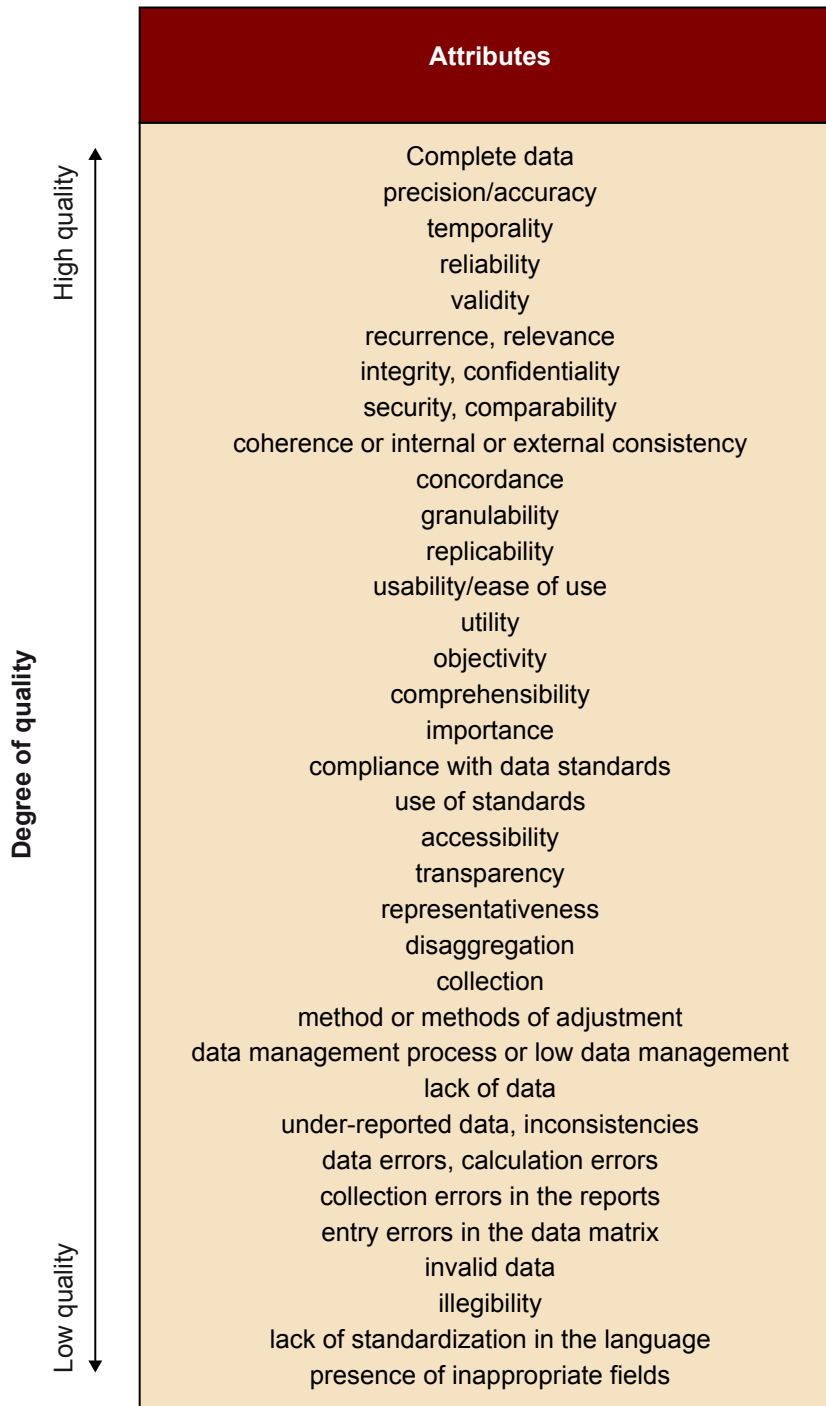 Attributes
High quality
Degree of quality
Low quality
Complete data
precision/accuracy
temporality
reliability
validity
recurrence, relevance
integrity, confidentiality
security, comparability
coherence or internal or external consistency
concordance
granulability
replicability
usability/ease of use
utility
objectivity
comprehensibility
importance
compliance with data standards
use of standards
accessibility
transparency
representativeness
disaggregation
collection
method or methods of adjustment
data management process or low data management
lack of data
under-reported data, inconsistencies
data errors, calculation errors
collection errors in the reports
entry errors in the data matrix
invalid data
illegibility
lack of standardization in the language
presence of inappropriate fields